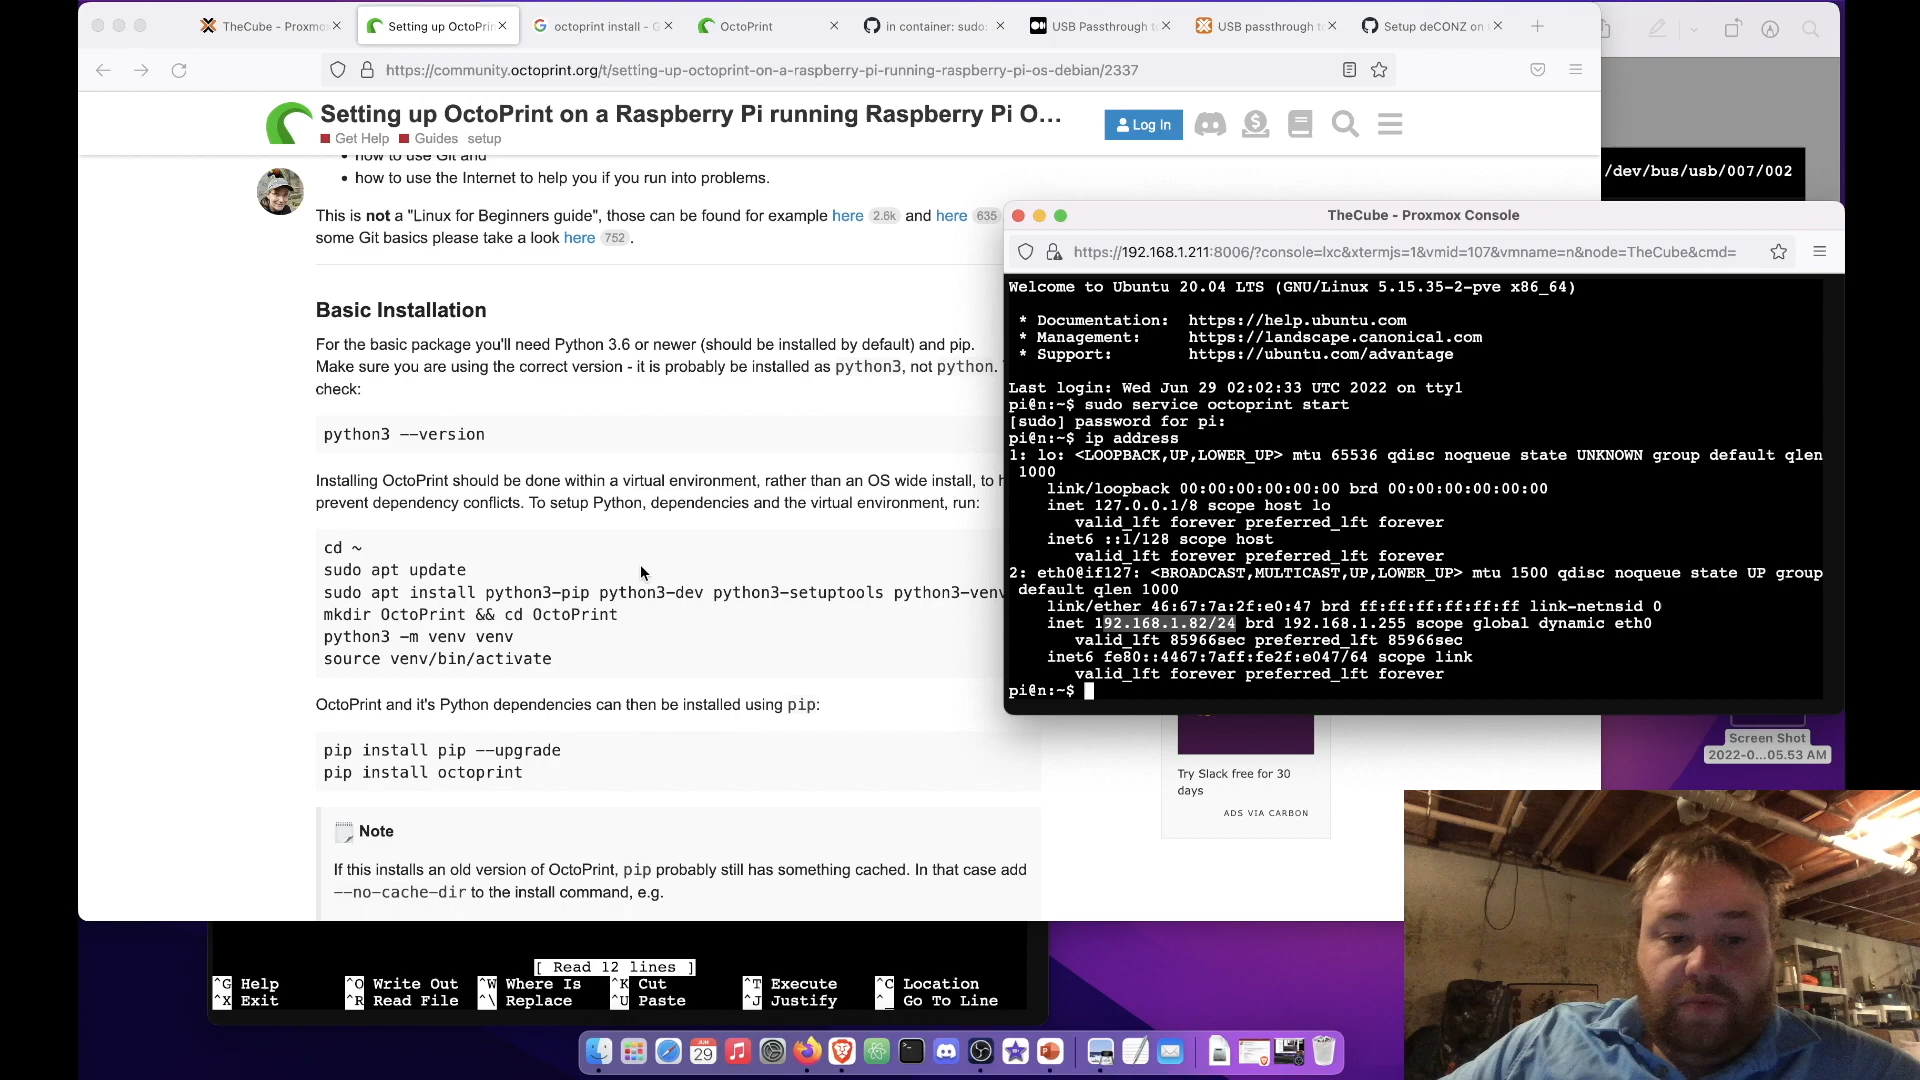 TheCube - Proxmo
Setting up OctoPrin
octoprint install - G
OctoPrint
in container: sudo:
USB Passthrough to
USB passthrough to
Setup deCONZ on
https://community.octoprint.org/t/setting-up-octoprint-on-a-raspberry-pi-running-raspberry-pi-os-debian/2337
Setting up OctoPrint on a Raspberry Pi running Raspberry Pi O...
Get Help Guides setup
Log In
how to use Git and
how to use the Internet to help you if you run into problems.
This is not a "Linux for Beginners guide", those can be found for example here 2.6k and here 635
some Git basics please take a look here 752 .
Basic Installation
For the basic package you'll need Python 3.6 or newer (should be installed by default) and pip.
Make sure you are using the correct version - it is probably be installed as python3, not python.
check:
python3 --version
Installing OctoPrint should be done within a virtual environment, rather than an OS wide install, to h
prevent dependency conflicts. To setup Python, dependencies and the virtual environment, run:
cd ~
sudo apt update
sudo apt install python3-pip python3-dev python3-setuptools python3-venv
mkdir OctoPrint && cd OctoPrint
python3 -m venv venv
source venv/bin/activate
OctoPrint and it's Python dependencies can then be installed using pip:
pip install pip --upgrade
pip install octoprint
Note
If this installs an old version of OctoPrint, pip probably still has something cached. In that case add
--no-cache-dir to the install command, e.g.
/dev/bus/usb/007/002
TheCube - Proxmox Console
https://192.168.1.211:8006/?console=lxc&xtermjs=1&vmid=107&vmname=n&node=TheCube&cmd=
Welcome to Ubuntu 20.04 LTS (GNU/Linux 5.15.35-2-pve x86_64)
* Documentation: https://help.ubuntu.com
* Management: https://landscape.canonical.com
* Support: https://ubuntu.com/advantage
Last login: Wed Jun 29 02:02:33 UTC 2022 on tty1
pi@n:~$ sudo service octoprint start
[sudo] password for pi:
pi@n:~$ ip address
1: lo: <LOOPBACK,UP,LOWER_UP> mtu 65536 qdisc noqueue state UNKNOWN group default qlen
1000
link/loopback 00:00:00:00:00:00 brd 00:00:00:00:00:00
inet 127.0.0.1/8 scope host lo
valid_lft forever preferred_lft forever
inet6 ::1/128 scope host
valid_lft forever preferred_lft forever
2: eth0@if127: <BROADCAST,MULTICAST,UP,LOWER_UP> mtu 1500 qdisc noqueue state UP group
default qlen 1000
link/ether 46:67:7a:2f:e0:47 brd ff:ff:ff:ff:ff:ff link-netnsid 0
inet 192.168.1.82/24 brd 192.168.1.255 scope global dynamic eth0
valid_lft 85966sec preferred_lft 85966sec
inet6 fe80::4467:7aff:fe2f:e047/64 scope link
valid_lft forever preferred_lft forever
pi@n:~$
Try Slack free for 30
days
ADS VIA CARBON
Screen Shot
2022-0...05.53 AM
[ Read 12 lines ]
^G Help ^O Write Out ^W Where Is ^K Cut ^T Execute ^C Location
^X Exit ^R Read File ^\ Replace ^U Paste ^J Justify ^_ Go To Line
JUN
29